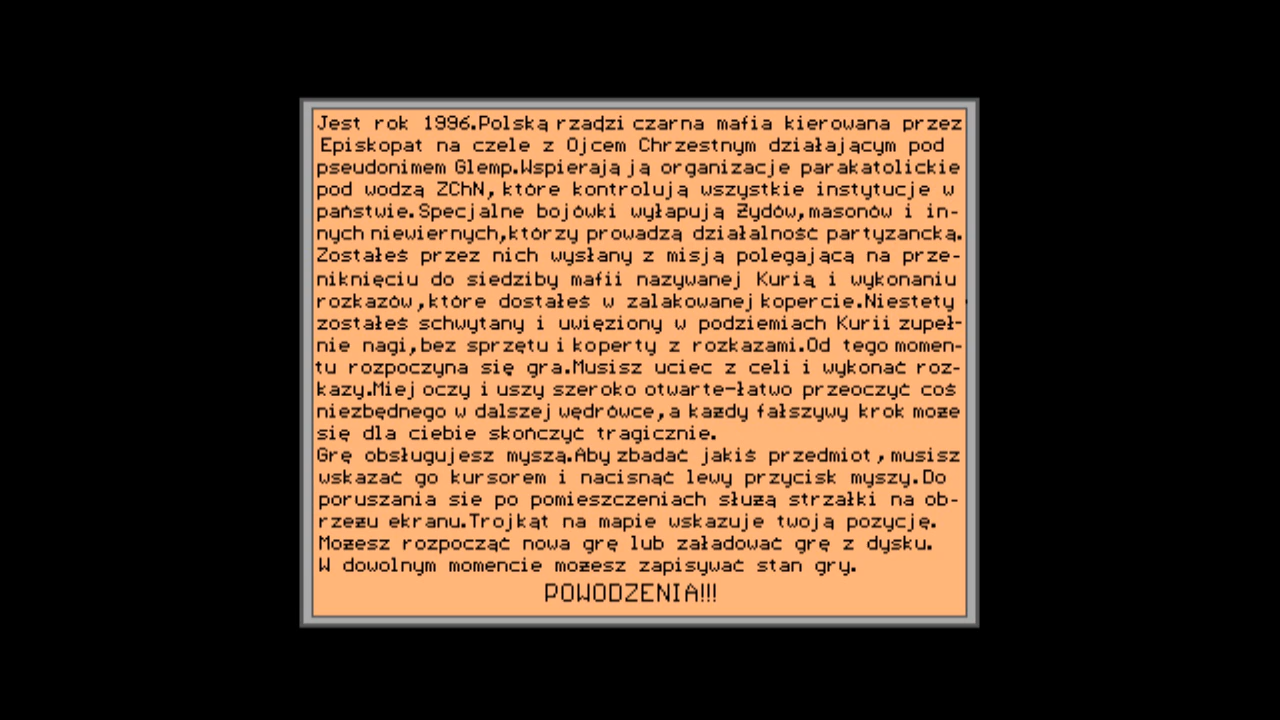 Jest rok 1996.Polską rządzi czarna mafia kierowana przez
Episkopat na czele z Ojcem Chrzestnym działającym pod
pseudonimem Glemp.Wspierają ją organizacje parakatolickie
pod wodzą ZChN, które kontrolują wszystkie instytucje w
państwie.Specjalne bojówki wyłapują Żydów,masonów i in-
nych niewiernych,którzy prowadzą działalność partyzancką.
Zostałeś przez nich wysłany z misją polegającą na prze-
niknięciu do siedziby mafii nazywanej Kurią i wykonaniu
rozkazów,które dostałeś w zalakowanej kopercie.Niestety
zostałeś schwytany i uwięziony w podziemiach Kurii zupeł-
nie nagi,bez sprzętu i koperty z rozkazami.Od tego momen-
tu rozpoczyna się gra.Musisz uciec z celi i wykonać roz-
kazy.Miej oczy i uszy szeroko otwarte-łatwo przeoczyć coś
niezbędnego w dalszej wędrówce,a każdy fałszywy krok może
się dla ciebie skończyć tragicznie.
Grę obsługujesz myszą.Aby zbadać jakiś przedmiot,musisz
wskazać go kursorem i nacisnąć lewy przycisk myszy.Do
poruszania sie po pomieszczeniach służą strzałki na ob-
rzeżu ekranu.Trojkąt na mapie wskazuje twoją pozycję.
Możesz rozpocząć nowa grę lub załadować grę z dysku.
W dowolnym momencie możesz zapisywać stan gry.
POWODZENIA!!!